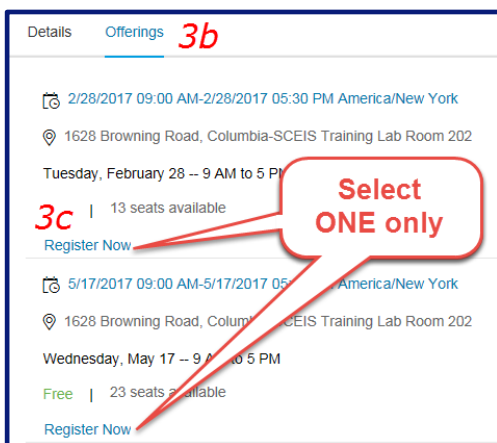 Details Offerings 3b
2/28/2017 09:00 AM-2/28/2017 05:30 PM America/New York
1628 Browning Road, Columbia-SCEIS Training Lab Room 202
Tuesday, February 28 -- 9 AM to 5 PM
Select
ONE only
3c | 13 seats available
Register Now
5/17/2017 09:00 AM-5/17/2017 05 America/New York
1628 Browning Road, Colum CEIS Training Lab Room 202
Wednesday, May 17 -- 9 AM to 5 PM
Free | 23 seats available
Register Now